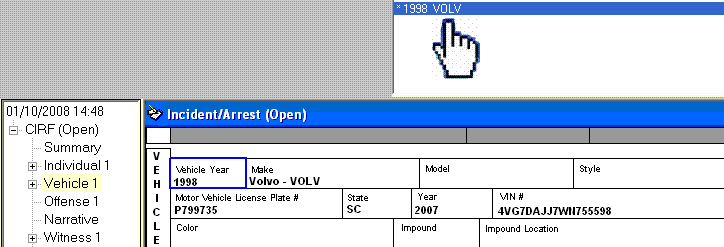 * 1998 VOLV
01/10/2008 14:48
CIRF (Open)
Summary
Individual 1
Vehicle 1
Offense 1
Narrative
Witness 1
Incident/Arrest (Open)
V
E
H
I
C
L
E
Vehicle Year
1998
Make
Volvo - VOLV
Model
Style
Motor Vehicle License Plate #
P799735
State
SC
Year
2007
VIN #
4VG7DAJJ7WN755598
Color
Impound
Impound Location